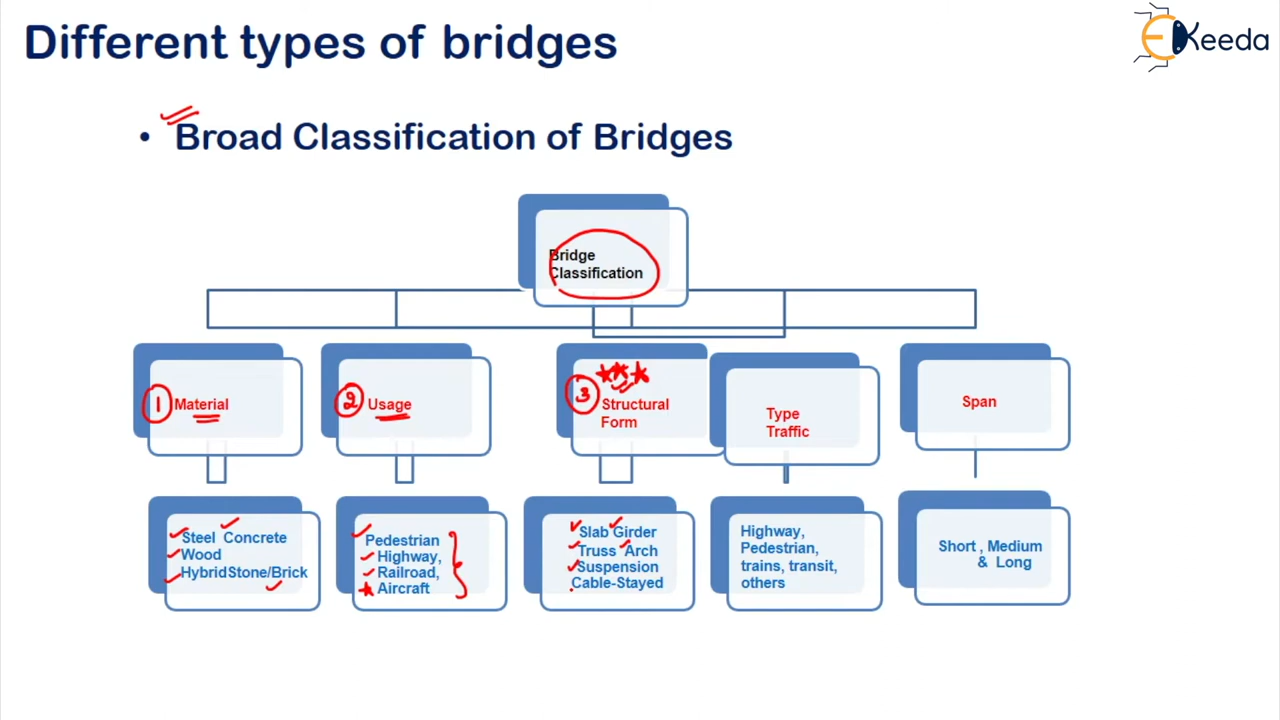 Different types of bridges
EKeeda
• Broad Classification of Bridges
Bridge
Classification
1 Material
2 Usage
3 Structural
Form
Type
Traffic
Span
Steel Concrete
Wood
HybridStone/Brick
Pedestrian
Highway,
Railroad,
Aircraft
Slab Girder
Truss Arch
Suspension
Cable-Stayed
Highway,
Pedestrian,
trains, transit,
others
Short , Medium
& Long